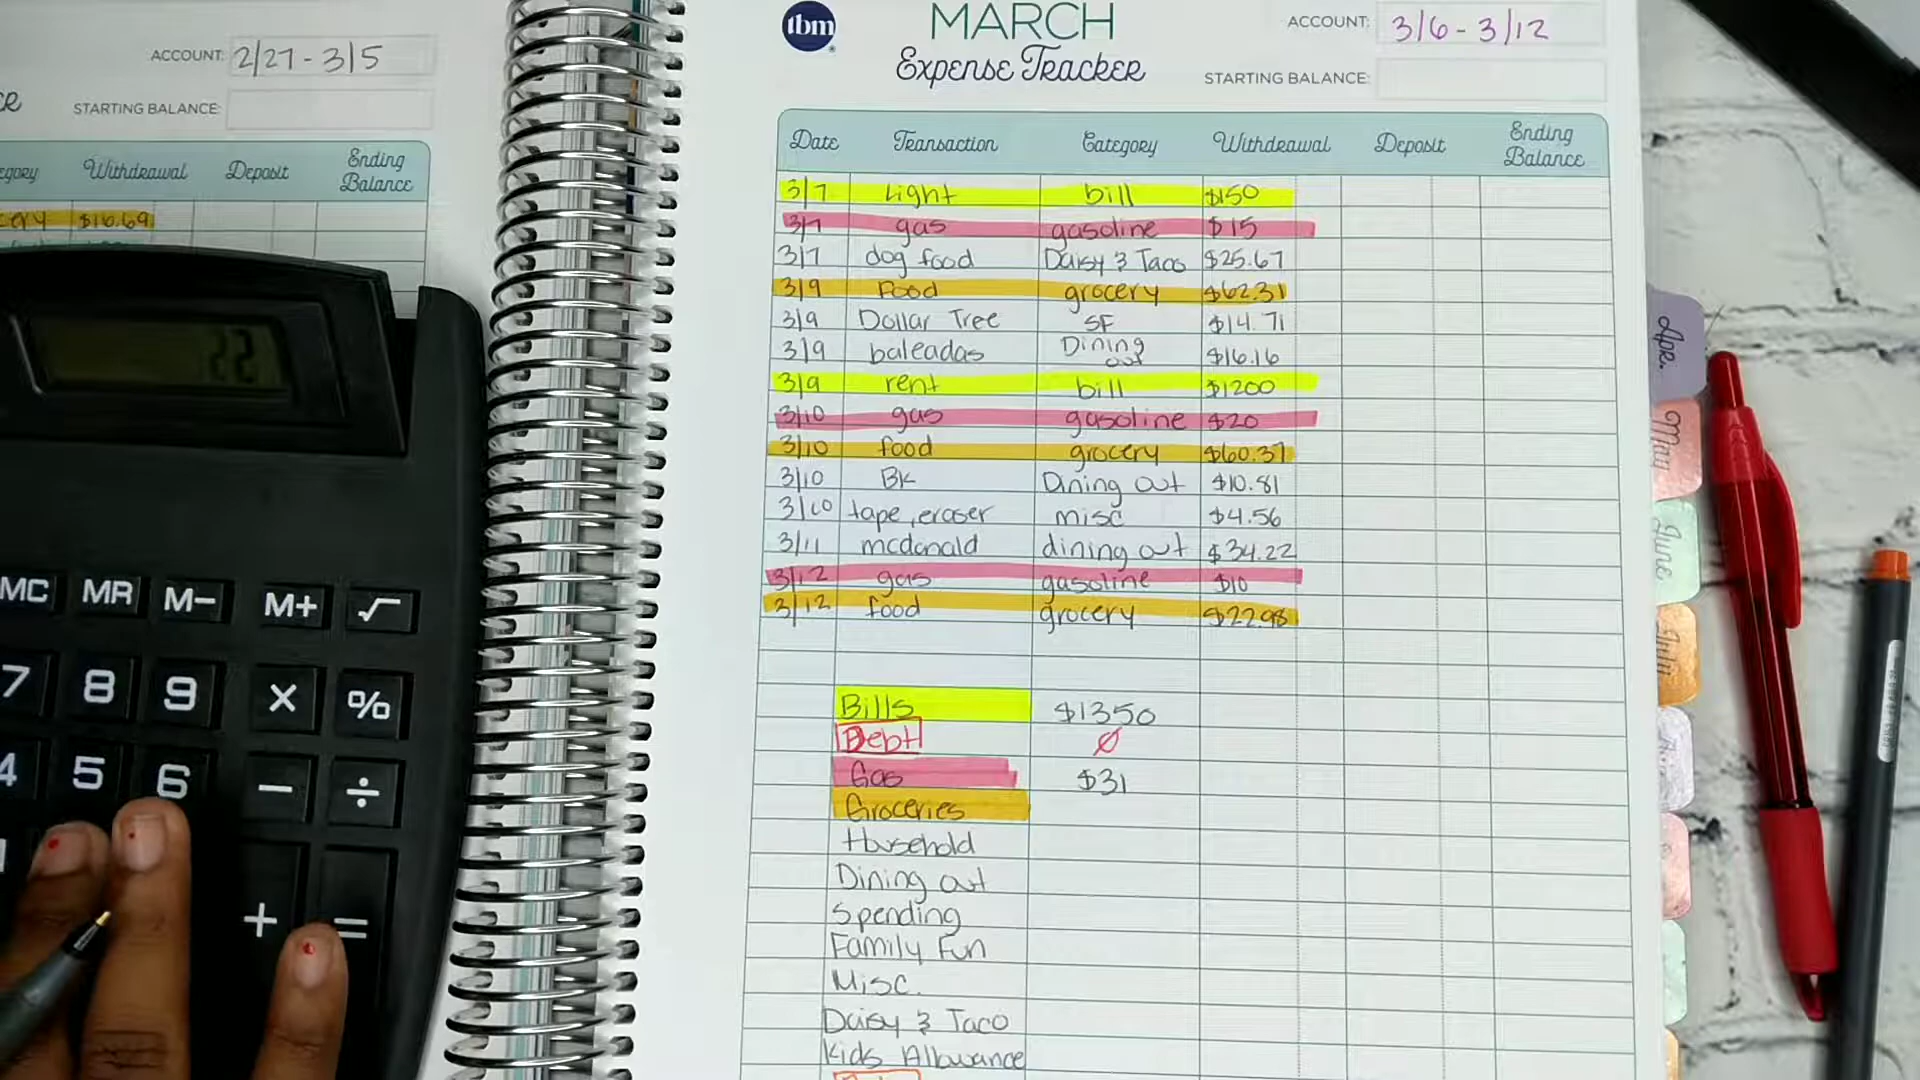 ACCOUNT: 2/27 - 3/5
STARTING BALANCE:
Withdrawal Deposit Ending Balance
$16.69
22
MC MR M- M+ √
7 8 9 X %
4 5 6 - ÷
+ =
tbm
MARCH
Expense Tracker
ACCOUNT: 3/6 - 3/12
STARTING BALANCE:
Date Transaction Category Withdrawal Deposit Ending Balance
3/7 Light bill $150
3/7 gas gasoline $15
3/7 dog food Daisy & Taco $25.67
3/9 Food grocery $62.31
3/9 Dollar Tree SF $14.71
3/9 baleadas Dining out $16.16
3/9 rent bill $1200
3/10 gas gasoline $20
3/10 food grocery $60.37
3/10 BK Dining out $10.81
3/10 tape, eraser misc $4.56
3/11 mcdonald dining out $34.22
3/12 gas gasoline $10
3/12 food grocery $22.98
Bills $1350
Debt Ø
Gas $31
Groceries
Household
Dining out
Spending
Family Fun
Misc.
Daisy & Taco
Kids Allowance
Apr.
May
June
July